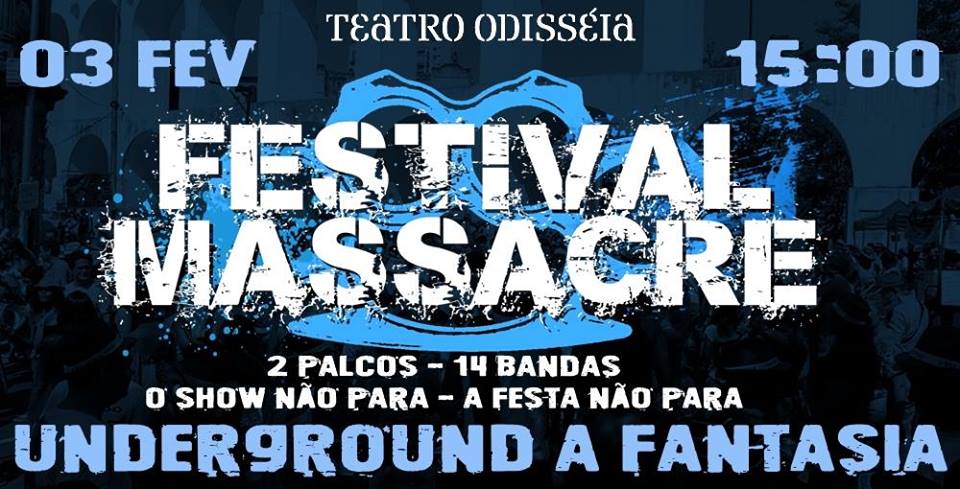 TEATRO ODISSÉIA
03 FEV 15:00
FESTIVAL
MASSACRE
2 PALCOS - 14 BANDAS
O SHOW NÃO PARA - A FESTA NÃO PARA
UNDERGROUND A FANTASIA